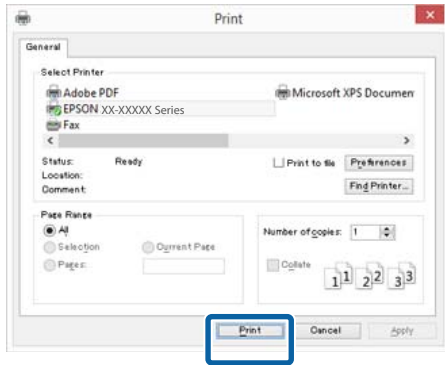 Print
General
Select Printer
Adobe PDF Microsoft XPS Documen
EPSON XX-XXXXX Series
Fax
Status: Ready Print to file Preferences
Location:
Comment: Find Printer...
Page Range
All Number of copies: 1
Selection Current Page
Pages: Collate
1 1 2 2 3 3
Print Cancel Apply